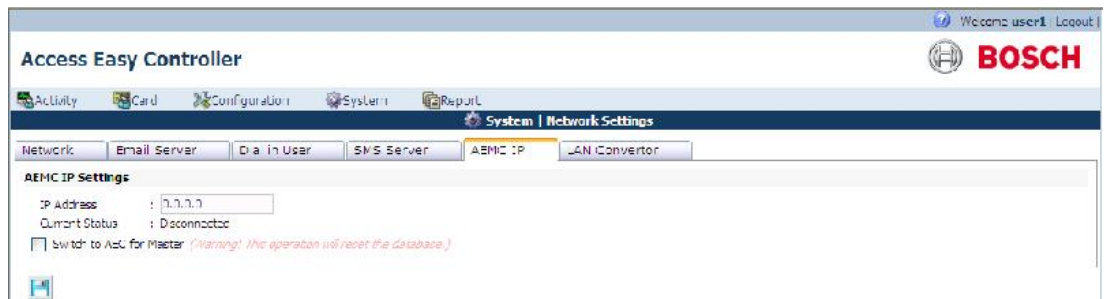 Welcome user1 | Logout |
Access Easy Controller
BOSCH
Activity Card Configuration System Report
System | Network Settings
Network Email Server Dial in User SMS Server AEMC IP LAN Convertor
AEMC IP Settings
IP Address : 0.0.0.0
Current Status : Disconnected
Switch to AEC for Master (Warning! This operation will reset the database.)